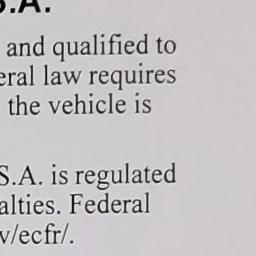 S.A.
and qualified to
eral law requires
the vehicle is
S.A. is regulated
alties. Federal
v/ecfr/.